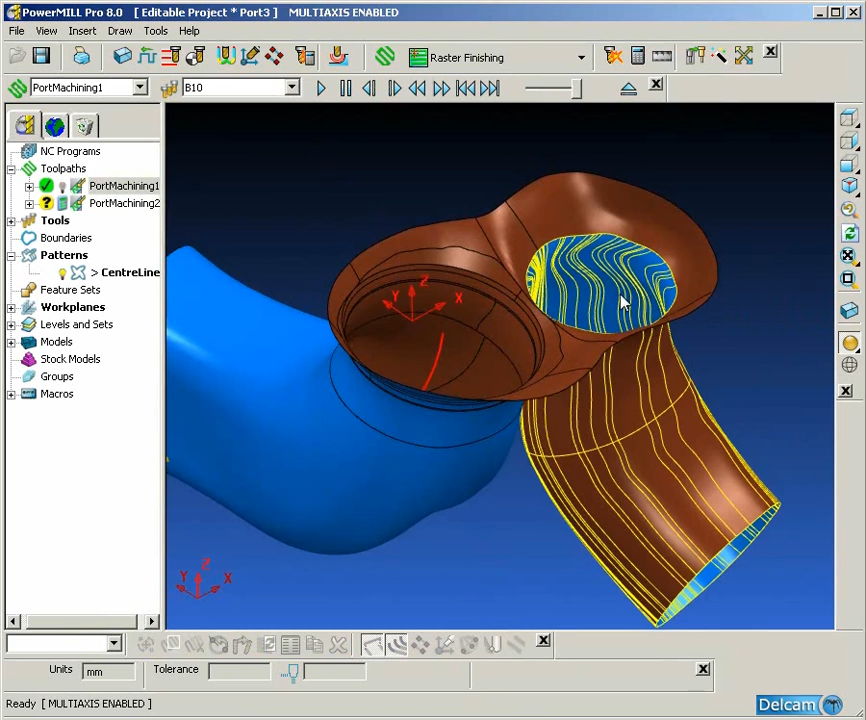 PowerMILL Pro 8.0    [Editable Project * Port3 ]    MULTIAXIS ENABLED
File View Insert Draw Tools Help
Raster Finishing
PortMachining1
B10
NC Programs
Toolpaths
PortMachining1
PortMachining2
Tools
Boundaries
Patterns
> CentreLine
Feature Sets
Workplanes
Levels and Sets
Models
Stock Models
Groups
Macros
Z
Y
X
Z
Y
X
Units mm Tolerance
Ready [ MULTIAXIS ENABLED ]
Delcam